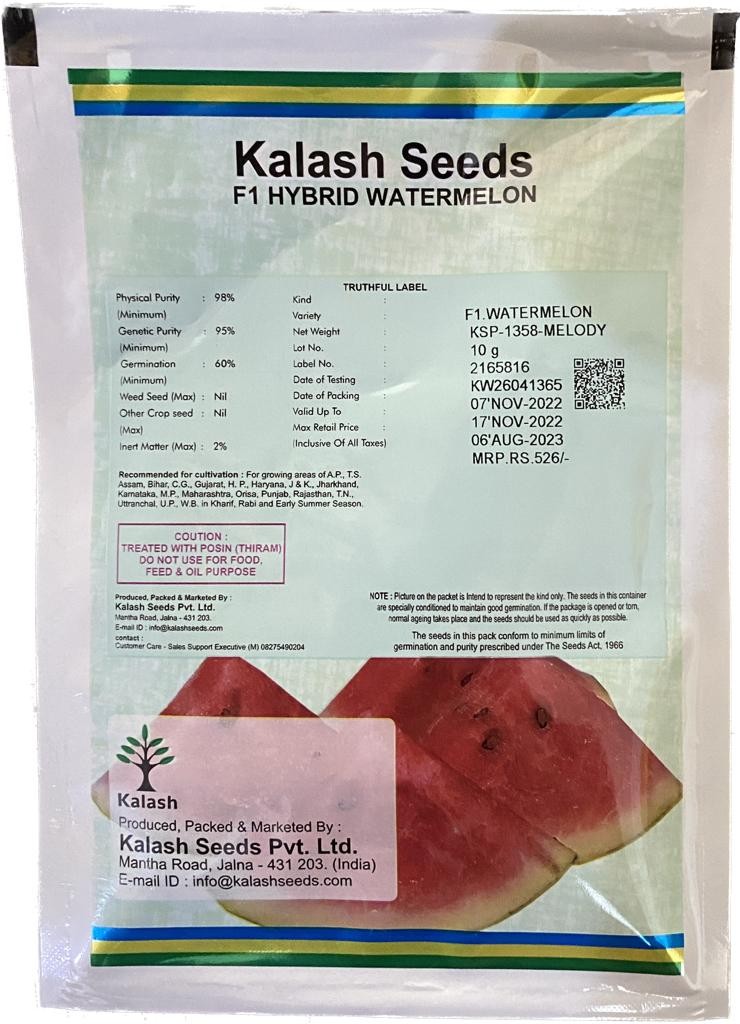 Kalash Seeds
F1 HYBRID WATERMELON
TRUTHFUL LABEL
Physical Purity : 98%
(Minimum)
Genetic Purity : 95%
(Minimum)
Germination : 60%
(Minimum)
Weed Seed (Max) : Nil
Other Crop seed : Nil
(Max)
Inert Matter (Max) : 2%
Kind :
Variety :
Net Weight :
Lot No. :
Label No. :
Date of Testing :
Date of Packing :
Valid Up To :
Max Retail Price :
(Inclusive Of All Taxes)
F1.WATERMELON
KSP-1358-MELODY
10 g
2165816
KW26041365
07'NOV-2022
17'NOV-2022
06'AUG-2023
MRP.RS.526/-
Recommended for cultivation : For growing areas of A.P., T.S.
Assam, Bihar, C.G., Gujarat, H. P., Haryana, J & K., Jharkhand,
Karnataka, M.P., Maharashtra, Orisa, Punjab, Rajasthan, T.N.,
Uttranchal, U.P., W.B. in Kharif, Rabi and Early Summer Season.
COUTION :
TREATED WITH POSIN (THIRAM)
DO NOT USE FOR FOOD,
FEED & OIL PURPOSE
Produced, Packed & Marketed By :
Kalash Seeds Pvt. Ltd.
Mantha Road, Jalna - 431 203.
E-mail ID : info@kalashseeds.com
contact :
Customer Care - Sales Support Executive (M) 08275490204
NOTE : Picture on the packet is Intend to represent the kind only. The seeds in this container
are specially conditioned to maintain good germination. If the package is opened or torn,
normal ageing takes place and the seeds should be used as quickly as possible.
The seeds in this pack conform to minimum limits of
germination and purity prescribed under The Seeds Act, 1966
Kalash
Produced, Packed & Marketed By :
Kalash Seeds Pvt. Ltd.
Mantha Road, Jalna - 431 203. (India)
E-mail ID : info@kalashseeds.com